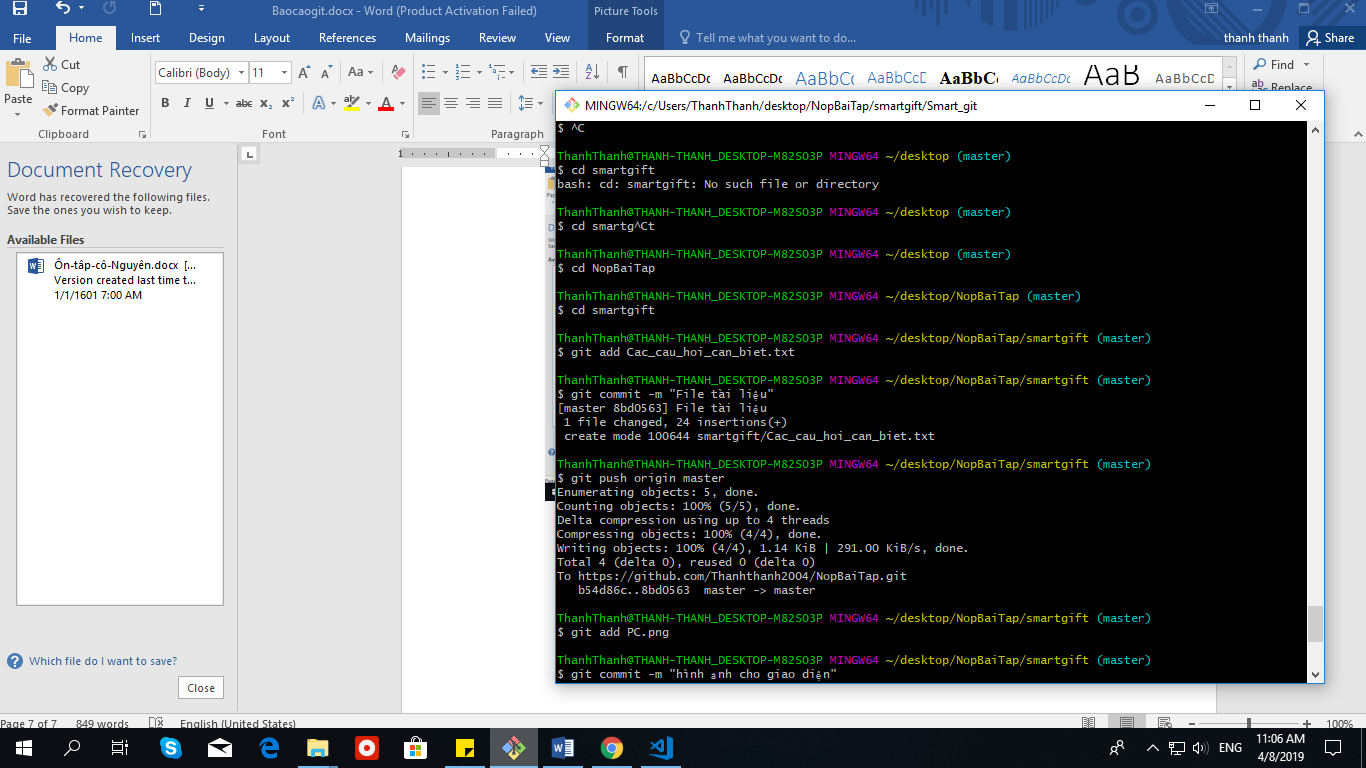 Baocaogit.docx - Word (Product Activation Failed)
Picture Tools
File
Home
Insert
Design
Layout
References
Mailings
Review
View
Format
Tell me what you want to do...
thanh thanh
Share
Paste
Cut
Copy
Format Painter
Clipboard
Calibri (Body)
11
Aa
B I U abc x₂ x²
A
Font
Paragraph
AaBbCcDc
AaBbCcDc
AaBbCc
AaBbCcE
AaBbCc
AaBbCcDc
AaB
AaBbCcD
Find
Replace
Document Recovery
Word has recovered the following files.
Save the ones you wish to keep.
Available Files
Ôn-tâp-cô-Nguyên.docx [...
Version created last time t...
1/1/1601 7:00 AM
Which file do I want to save?
Close
1
MINGW64:/c/Users/ThanhThanh/desktop/NopBaiTap/smartgift/Smart_git
$ ^C
ThanhThanh@THANH-THANH_DESKTOP-M82SO3P MINGW64 ~/desktop (master)
$ cd smartgift
bash: cd: smartgift: No such file or directory
ThanhThanh@THANH-THANH_DESKTOP-M82SO3P MINGW64 ~/desktop (master)
$ cd smartg^Ct
ThanhThanh@THANH-THANH_DESKTOP-M82SO3P MINGW64 ~/desktop (master)
$ cd NopBaiTap
ThanhThanh@THANH-THANH_DESKTOP-M82SO3P MINGW64 ~/desktop/NopBaiTap (master)
$ cd smartgift
ThanhThanh@THANH-THANH_DESKTOP-M82SO3P MINGW64 ~/desktop/NopBaiTap/smartgift (master)
$ git add Cac_cau_hoi_can_biet.txt
ThanhThanh@THANH-THANH_DESKTOP-M82SO3P MINGW64 ~/desktop/NopBaiTap/smartgift (master)
$ git commit -m "File tài liệu"
[master 8bd0563] File tài liệu
1 file changed, 24 insertions(+)
create mode 100644 smartgift/Cac_cau_hoi_can_biet.txt
ThanhThanh@THANH-THANH_DESKTOP-M82SO3P MINGW64 ~/desktop/NopBaiTap/smartgift (master)
$ git push origin master
Enumerating objects: 5, done.
Counting objects: 100% (5/5), done.
Delta compression using up to 4 threads
Compressing objects: 100% (4/4), done.
Writing objects: 100% (4/4), 1.14 KiB | 291.00 KiB/s, done.
Total 4 (delta 0), reused 0 (delta 0)
To https://github.com/Thanhthanh2004/NopBaiTap.git
b54d86c..8bd0563 master -> master
ThanhThanh@THANH-THANH_DESKTOP-M82SO3P MINGW64 ~/desktop/NopBaiTap/smartgift (master)
$ git add PC.png
ThanhThanh@THANH-THANH_DESKTOP-M82SO3P MINGW64 ~/desktop/NopBaiTap/smartgift (master)
$ git commit -m "hình ảnh cho giao diện"
Page 7 of 7
849 words
English (United States)
100%
ENG
11:06 AM
4/8/2019